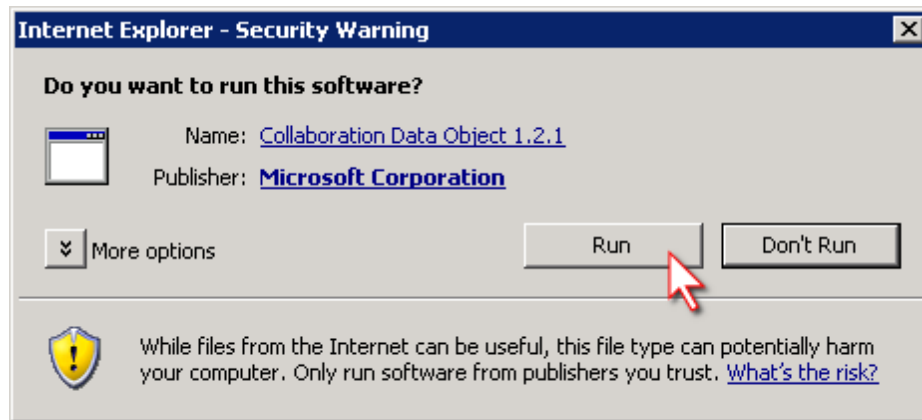 Internet Explorer - Security Warning
Do you want to run this software?
Name: Collaboration Data Object 1.2.1
Publisher: Microsoft Corporation
More options
Run
Don't Run
While files from the Internet can be useful, this file type can potentially harm
your computer. Only run software from publishers you trust. What's the risk?